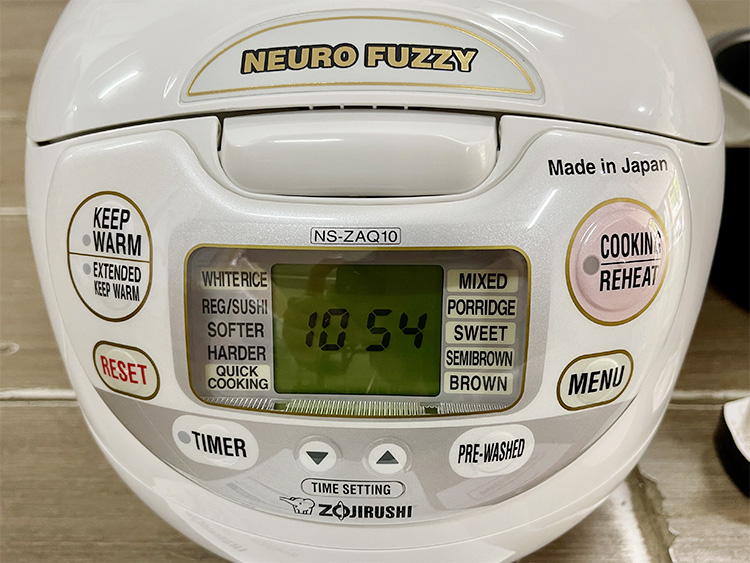 NEURO FUZZY
Made in Japan
NS-ZAQ10
KEEP
WARM
EXTENDED
KEEP WARM
RESET
WHITE RICE
REG/SUSHI
SOFTER
HARDER
QUICK
COOKING
10 54
MIXED
PORRIDGE
SWEET
SEMIBROWN
BROWN
COOKING
REHEAT
MENU
TIMER
PRE-WASHED
TIME SETTING
ZOJIRUSHI